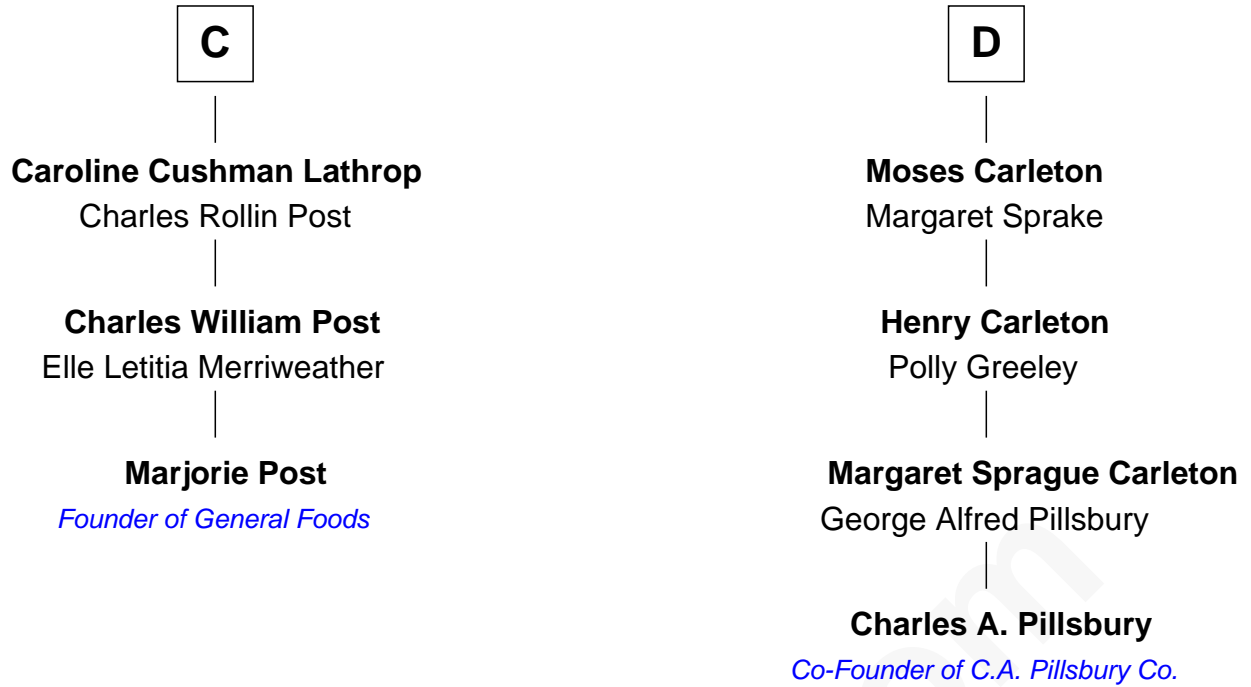 C
Caroline Cushman Lathrop
Charles Rollin Post
Charles William Post
Elle Letitia Merriweather
Marjorie Post
Founder of General Foods
D
Moses Carleton
Margaret Sprake
Henry Carleton
Polly Greeley
Margaret Sprague Carleton
George Alfred Pillsbury
Charles A. Pillsbury
Co-Founder of C.A. Pillsbury Co.